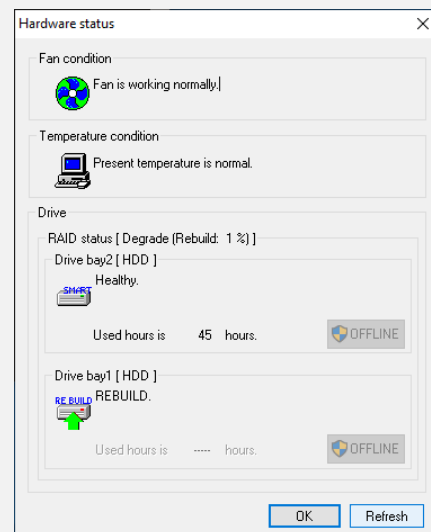 Hardware status
Fan condition
Fan is working normally.
Temperature condition
Present temperature is normal.
Drive
RAID status [ Degrade (Rebuild: 1 %) ]
Drive bay2 [ HDD ]
Healthy.
SMART
Used hours is 45 hours.
OFFLINE
Drive bay1 [ HDD ]
RE BUILD REBUILD.
Used hours is ----- hours.
OFFLINE
OK Refresh